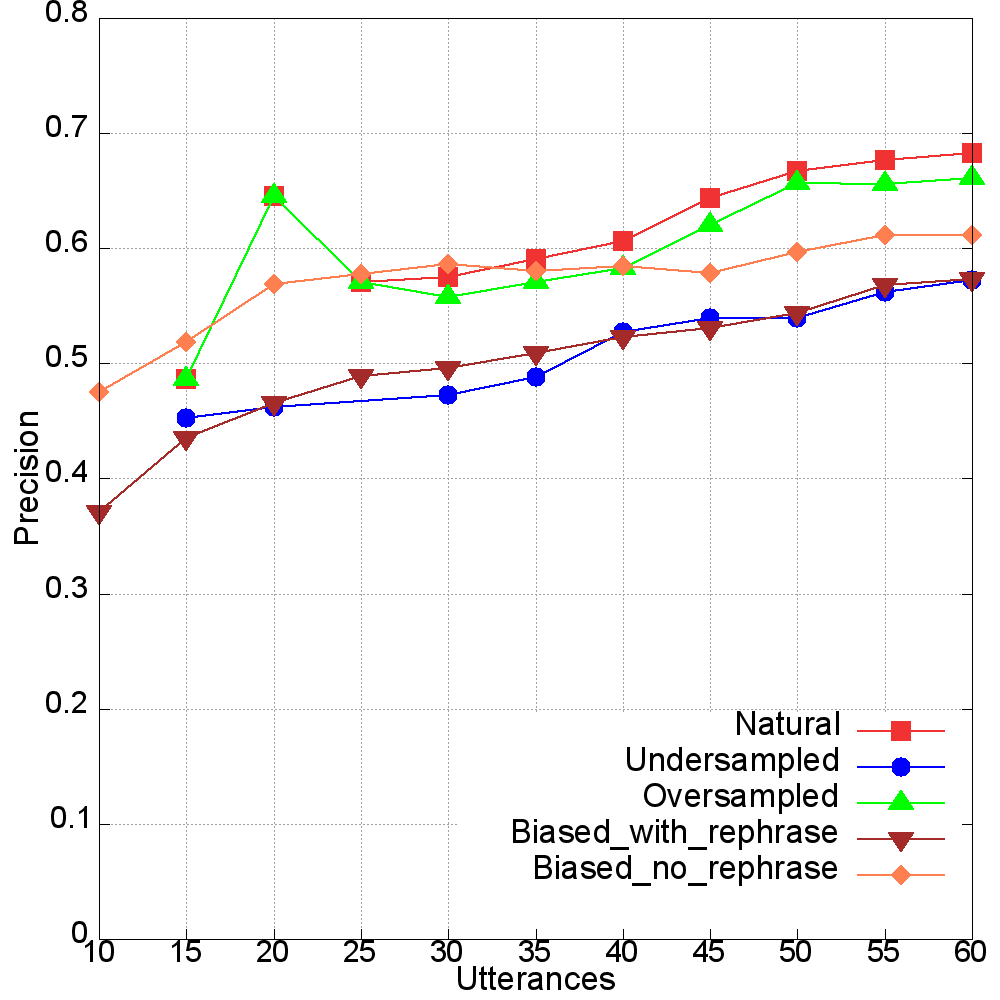 0.8
0.7
0.6
0.5
0.4
0.3
0.2
0.1
0
Precision
Natural
Undersampled
Oversampled
Biased_with_rephrase
Biased_no_rephrase
10 15 20 25 30 35 40 45 50 55 60
Utterances